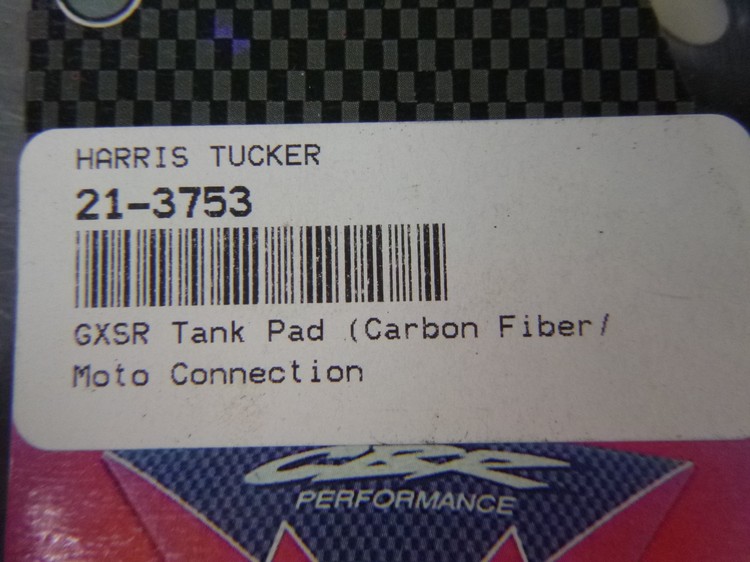 HARRIS TUCKER
21-3753
GXSR Tank Pad (Carbon Fiber/
Moto Connection
PERFORMANCE